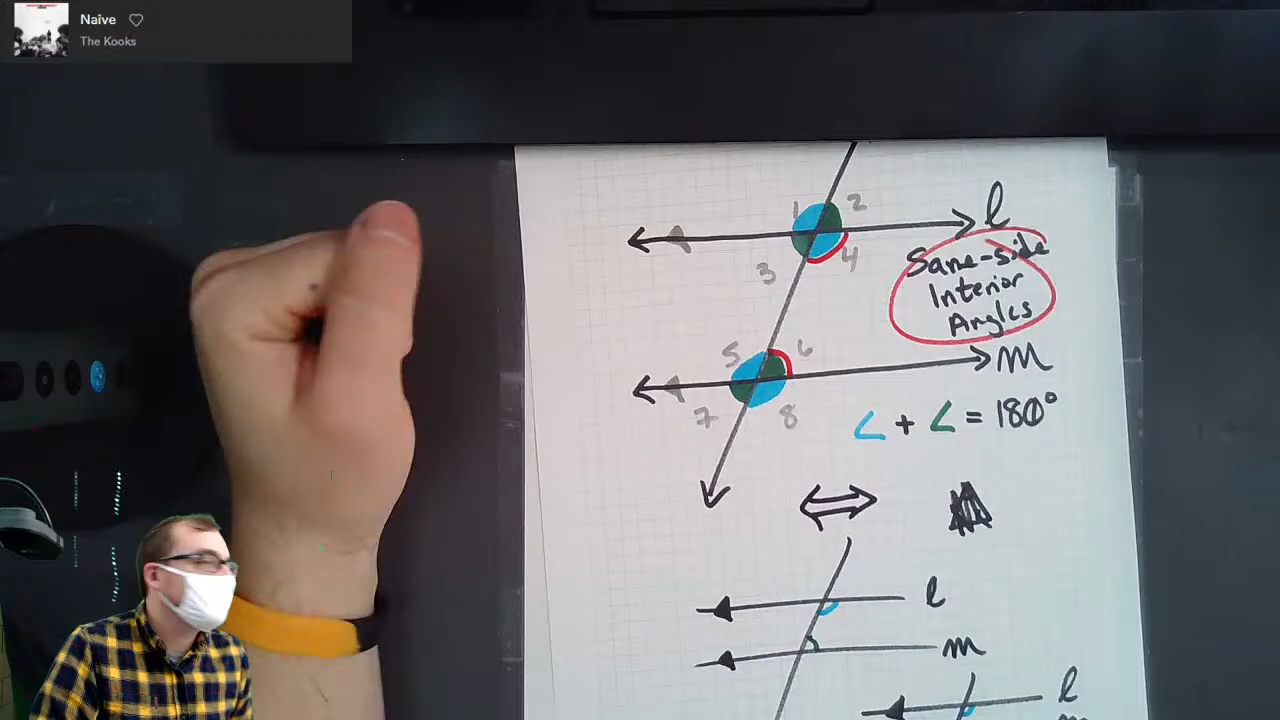 Naive
The Kooks
1 2
l
3 4
Same-side
Interior
Angles
5 6
m
7 8
∠ + ∠ = 180°
⟺
l
m
l